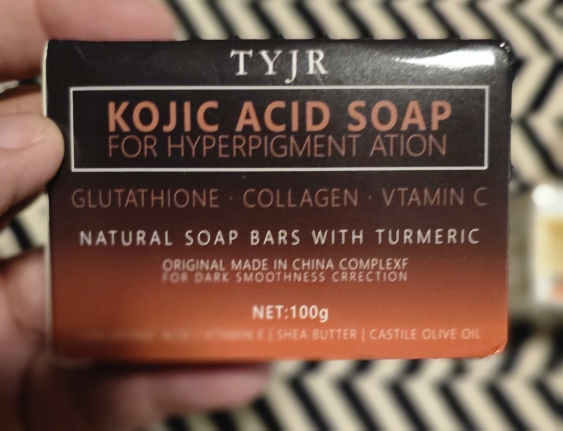 TYJR
KOJIC ACID SOAP
FOR HYPERPIGMENT ATION
GLUTATHIONE · COLLAGEN · VTAMIN C
NATURAL SOAP BARS WITH TURMERIC
ORIGINAL MADE IN CHINA COMPLEXF
FOR DARK SMOOTHNESS CRRECTION
NET:100g
VITAMIN E | SHEA BUTTER | CASTILE OLIVE OIL